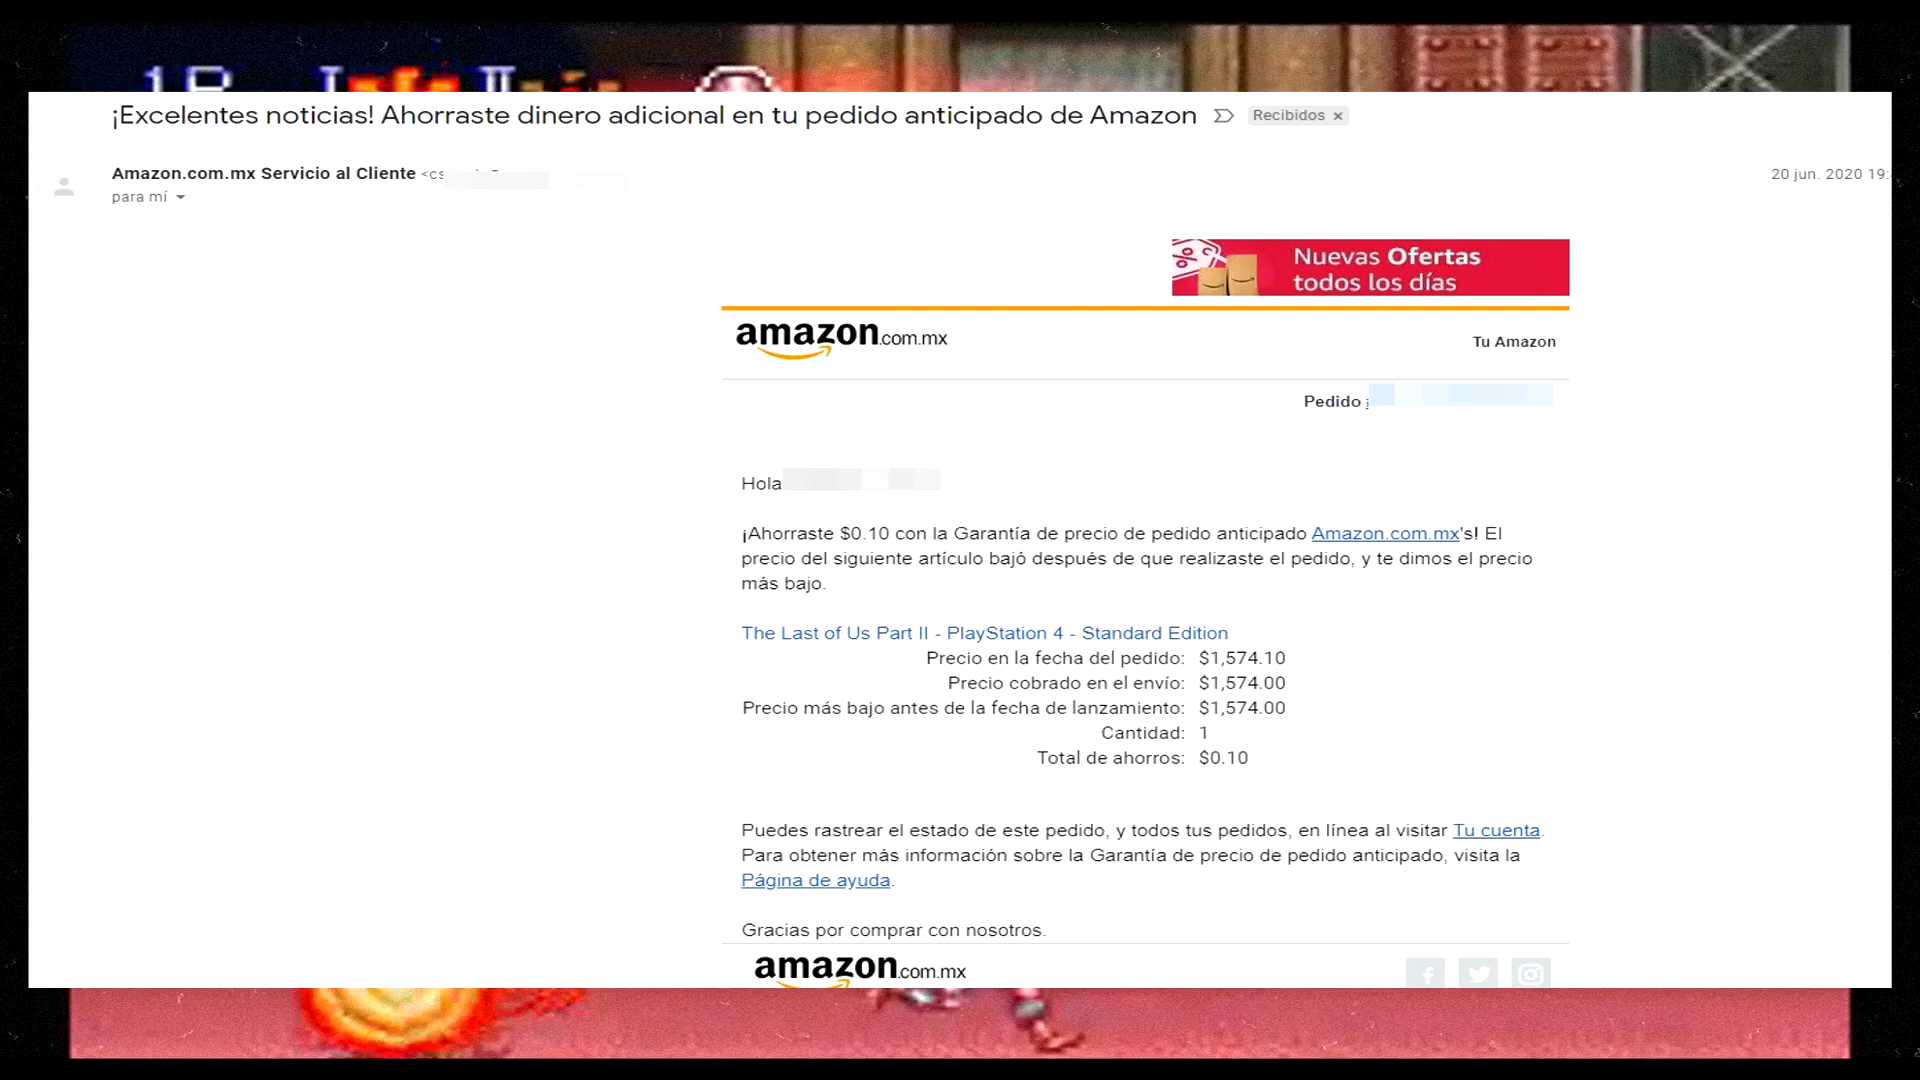 1P
¡Excelentes noticias! Ahorraste dinero adicional en tu pedido anticipado de Amazon Recibidos x
Amazon.com.mx Servicio al Cliente <cs
20 jun. 2020 19:
para mí
Nuevas Ofertas
todos los días
amazon.com.mx
Tu Amazon
Pedido
Hola
¡Ahorraste $0.10 con la Garantía de precio de pedido anticipado Amazon.com.mx's! El
precio del siguiente artículo bajó después de que realizaste el pedido, y te dimos el precio
más bajo.
The Last of Us Part II - PlayStation 4 - Standard Edition
Precio en la fecha del pedido: $1,574.10
Precio cobrado en el envío: $1,574.00
Precio más bajo antes de la fecha de lanzamiento: $1,574.00
Cantidad: 1
Total de ahorros: $0.10
Puedes rastrear el estado de este pedido, y todos tus pedidos, en línea al visitar Tu cuenta.
Para obtener más información sobre la Garantía de precio de pedido anticipado, visita la
Página de ayuda.
Gracias por comprar con nosotros.
amazon.com.mx